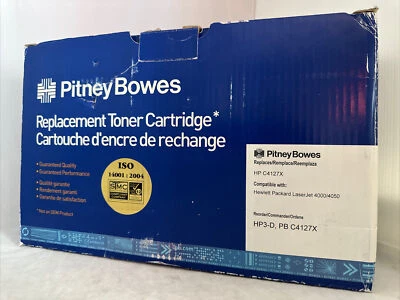 Pitney Bowes
Replacement Toner Cartridge*
Cartouche d'encre de rechange
• Guaranteed Quality
• Guaranteed Performance
• Qualité garantie
• Rendement garanti
• Garantie de satisfaction
*Not an OEM Product
ISO
14001 : 2004
SMC
Pitney Bowes
Replaces/Remplace/Reemplaza
HP C4127X
Compatible with:
Hewlett Packard LaserJet 4000/4050
Reorder/Commander/Ordene
HP3-D, PB C4127X